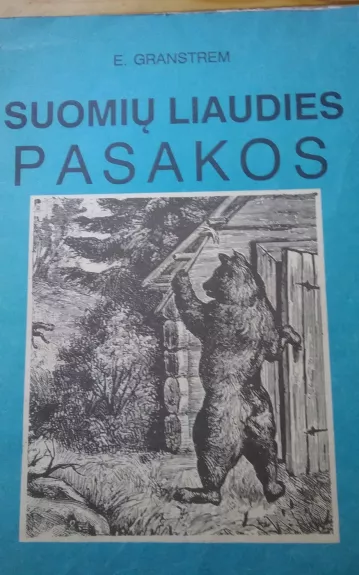 E. GRANSTREM
SUOMIŲ LIAUDIES
PASAKOS